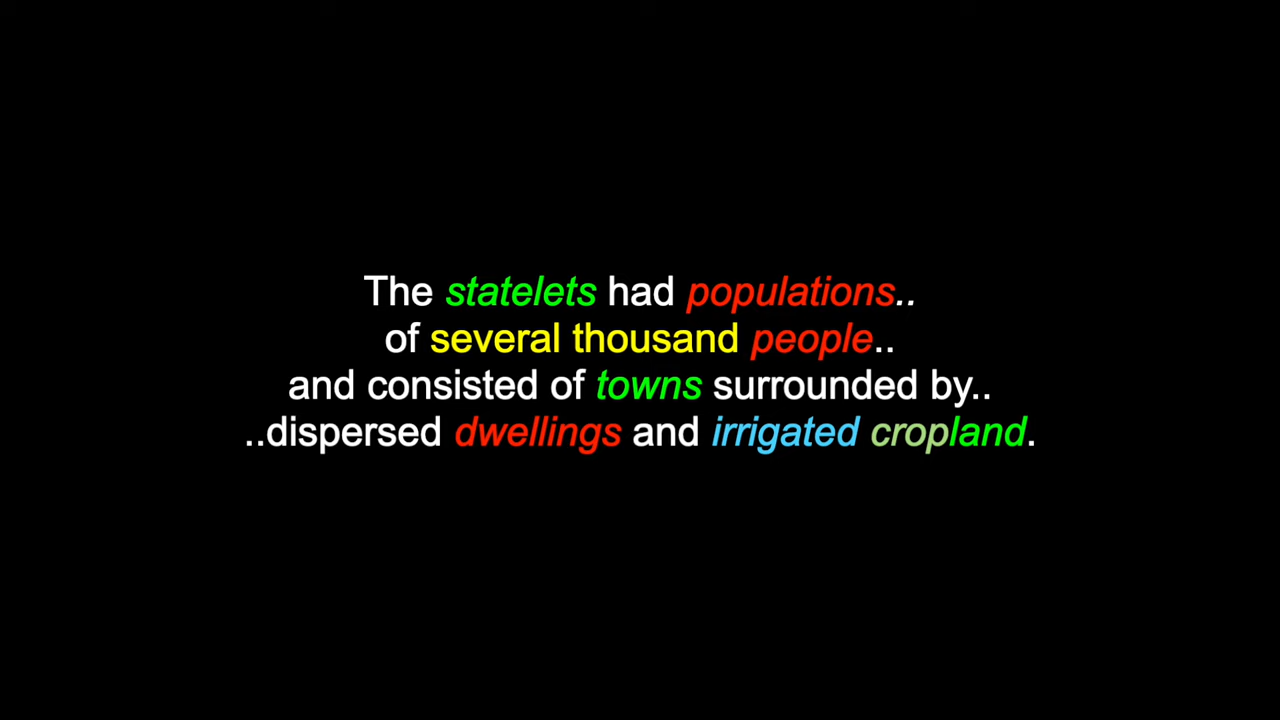 The statelets had populations..
of several thousand people..
and consisted of towns surrounded by..
..dispersed dwellings and irrigated cropland.